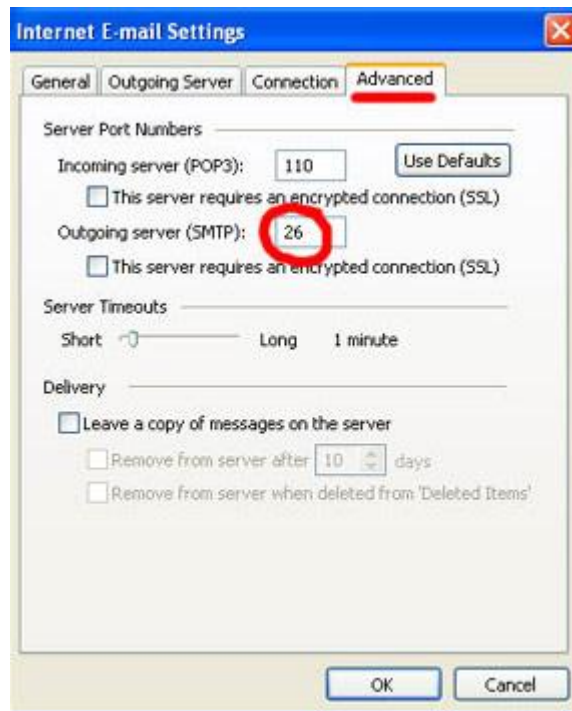 Internet E-mail Settings
General Outgoing Server Connection Advanced
Server Port Numbers
Incoming server (POP3): 110 Use Defaults
This server requires an encrypted connection (SSL)
Outgoing server (SMTP): 26
This server requires an encrypted connection (SSL)
Server Timeouts
Short Long 1 minute
Delivery
Leave a copy of messages on the server
Remove from server after 10 days
Remove from server when deleted from 'Deleted Items'
OK Cancel